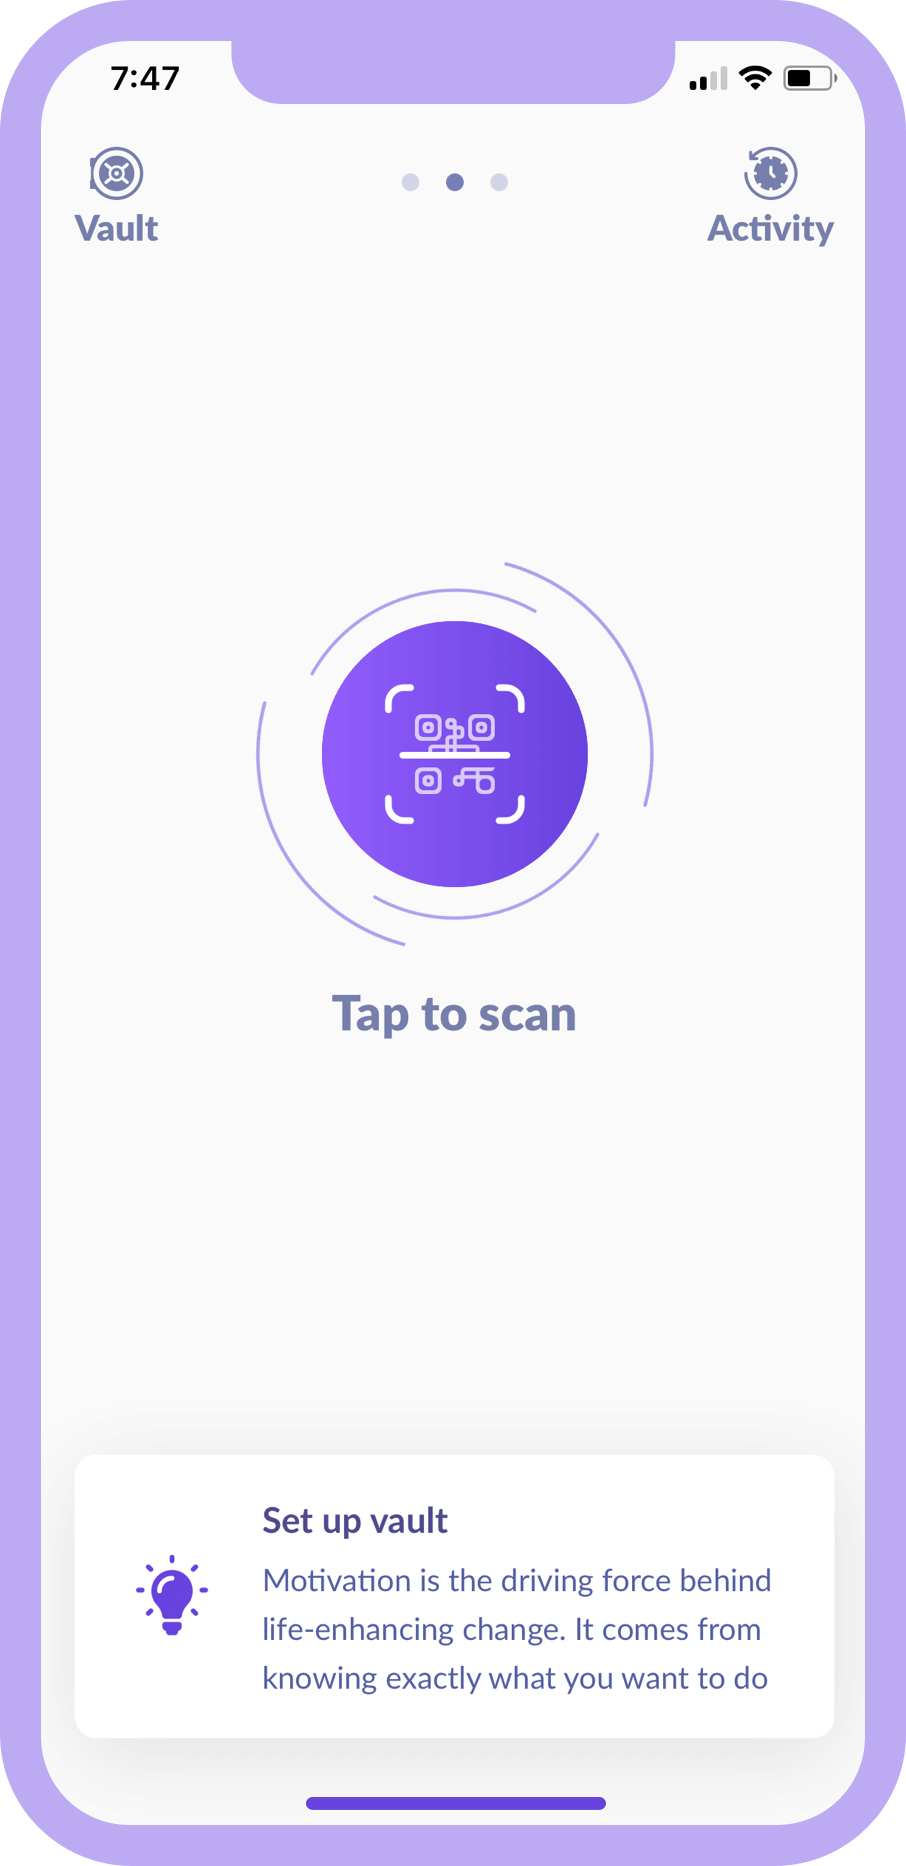 7:47
Vault
Activity
Tap to scan
Set up vault
Motivation is the driving force behind
life-enhancing change. It comes from
knowing exactly what you want to do